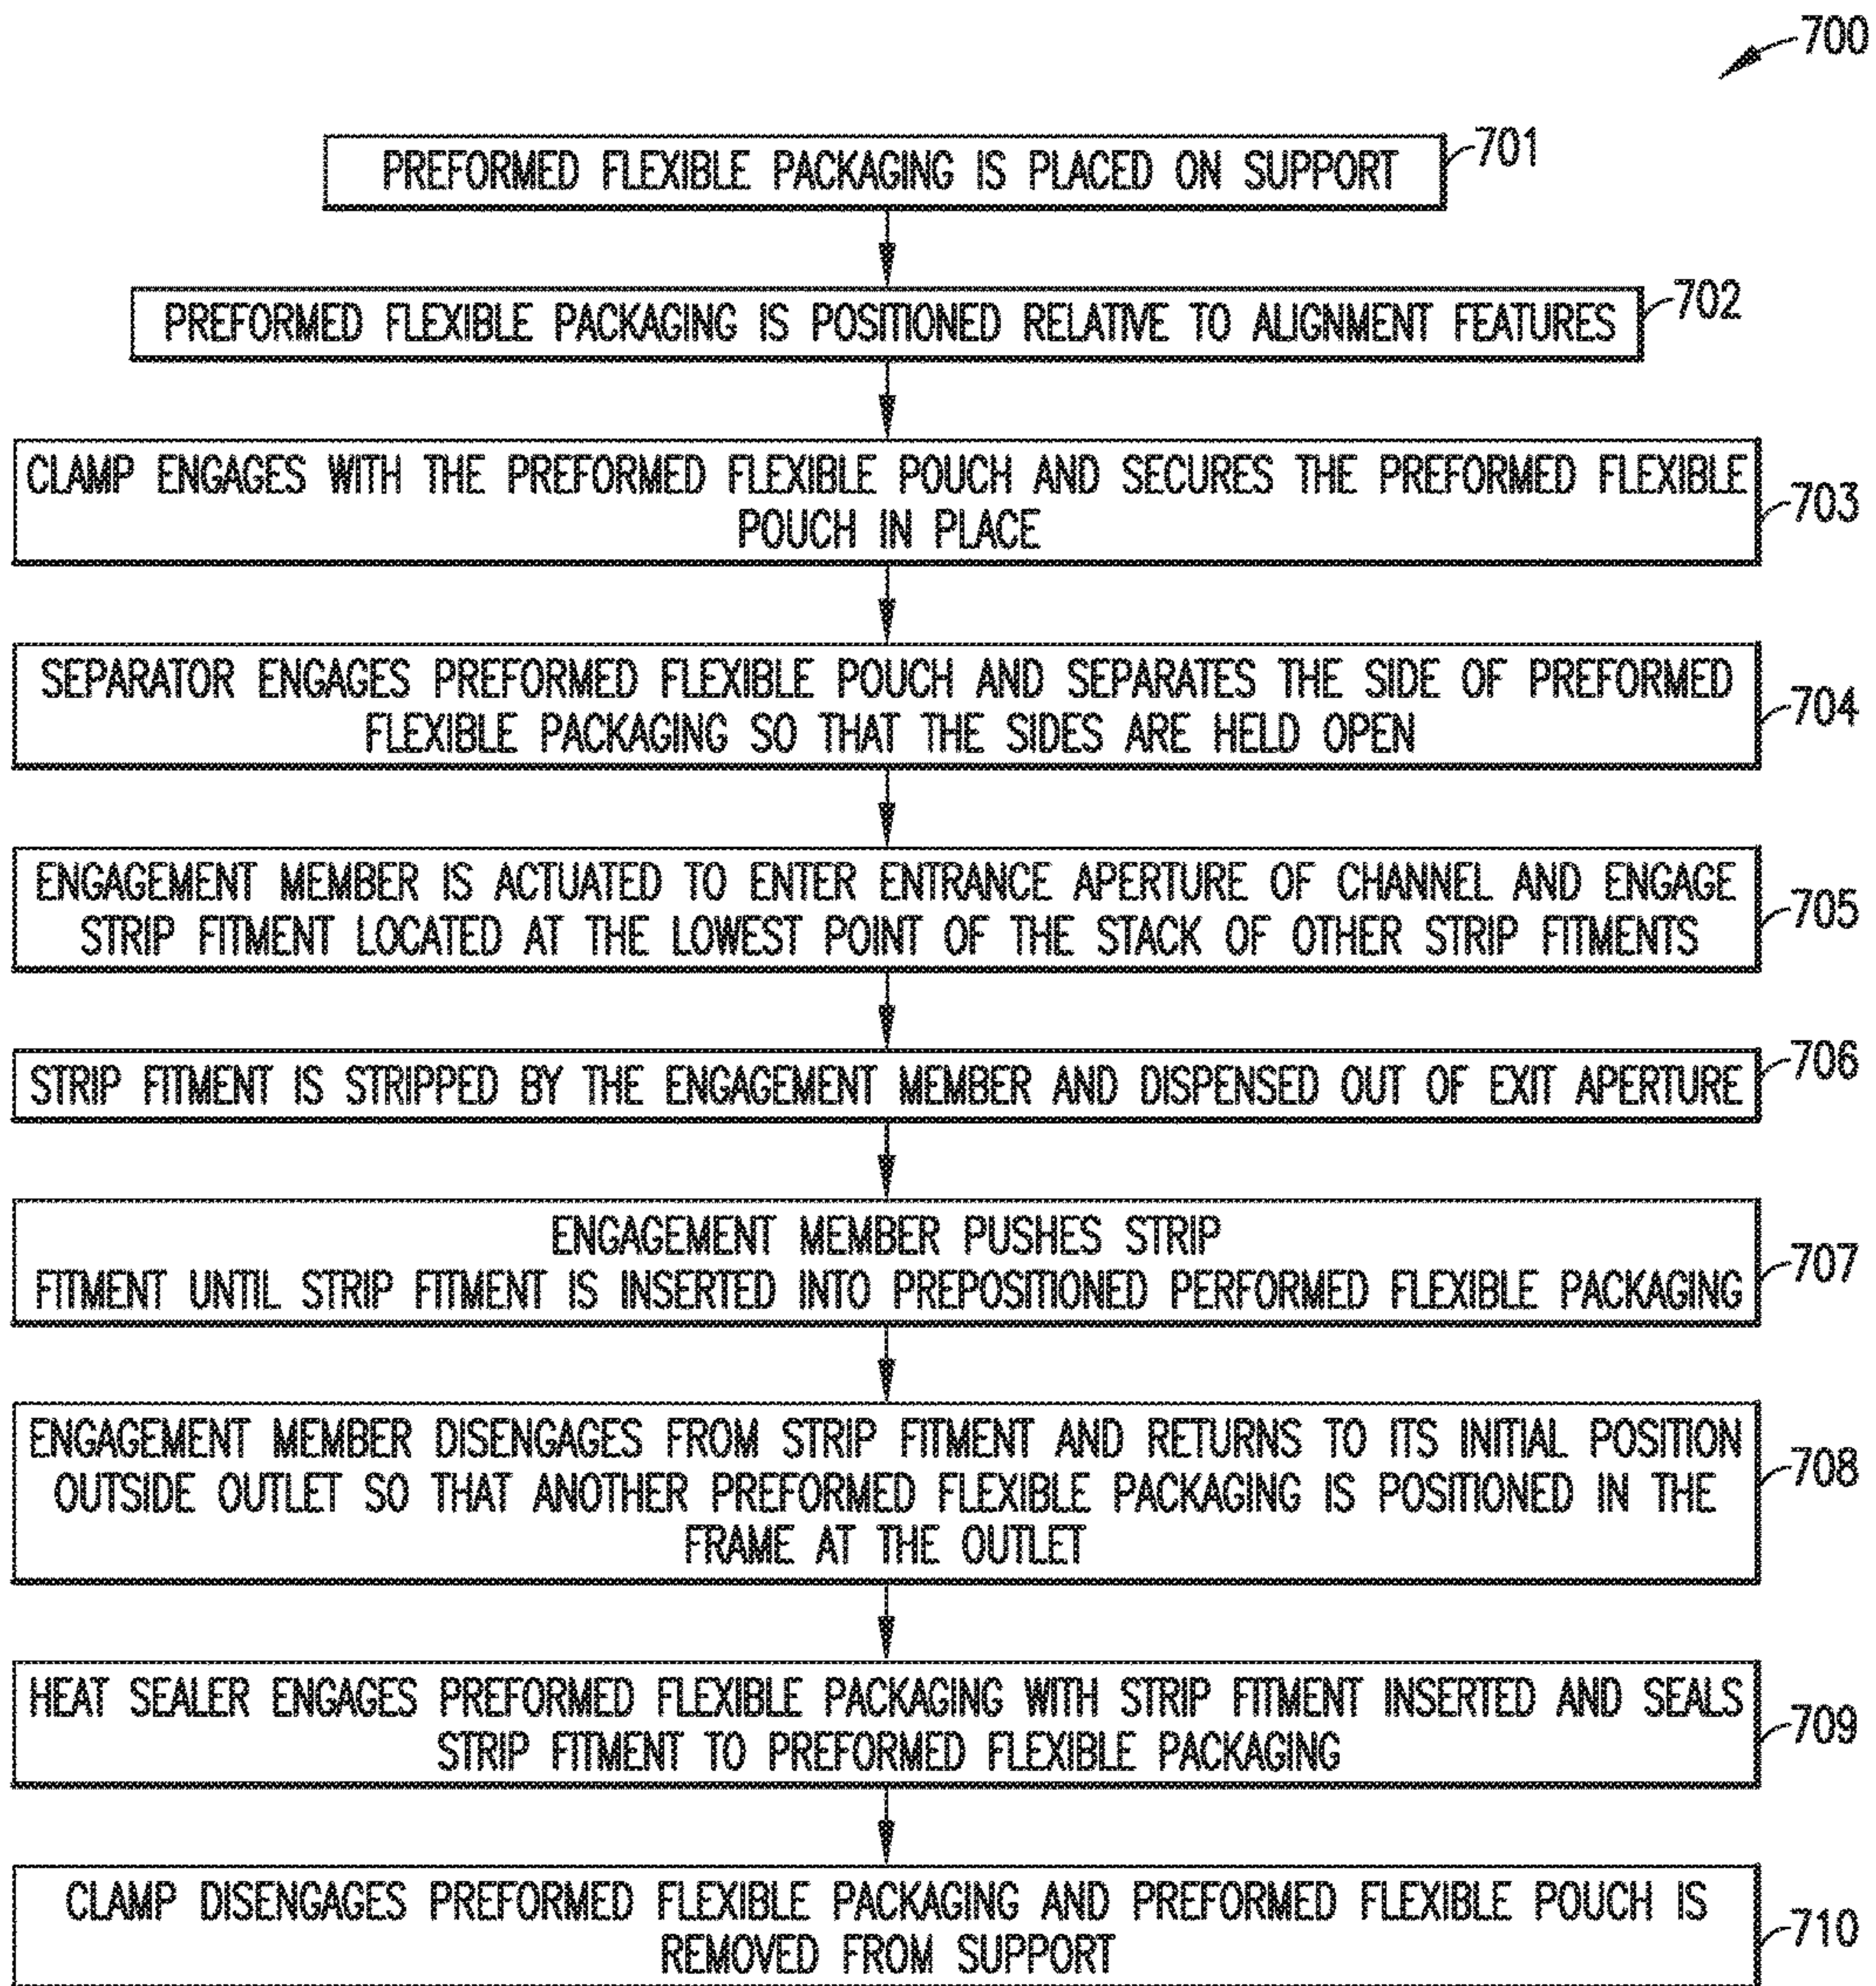 700
PREFORMED FLEXIBLE PACKAGING IS PLACED ON SUPPORT
701
PREFORMED FLEXIBLE PACKAGING IS POSITIONED RELATIVE TO ALIGNMENT FEATURES
702
CLAMP ENGAGES WITH THE PREFORMED FLEXIBLE POUCH AND SECURES THE PREFORMED FLEXIBLE
POUCH IN PLACE
703
SEPARATOR ENGAGES PREFORMED FLEXIBLE POUCH AND SEPARATES THE SIDE OF PREFORMED
FLEXIBLE PACKAGING SO THAT THE SIDES ARE HELD OPEN
704
ENGAGEMENT MEMBER IS ACTUATED TO ENTER ENTRANCE APERTURE OF CHANNEL AND ENGAGE
STRIP FITMENT LOCATED AT THE LOWEST POINT OF THE STACK OF OTHER STRIP FITMENTS
705
STRIP FITMENT IS STRIPPED BY THE ENGAGEMENT MEMBER AND DISPENSED OUT OF EXIT APERTURE
706
ENGAGEMENT MEMBER PUSHES STRIP
FITMENT UNTIL STRIP FITMENT IS INSERTED INTO PREPOSITIONED PERFORMED FLEXIBLE PACKAGING
707
ENGAGEMENT MEMBER DISENGAGES FROM STRIP FITMENT AND RETURNS TO ITS INITIAL POSITION
OUTSIDE OUTLET SO THAT ANOTHER PREFORMED FLEXIBLE PACKAGING IS POSITIONED IN THE
FRAME AT THE OUTLET
708
HEAT SEALER ENGAGES PREFORMED FLEXIBLE PACKAGING WITH STRIP FITMENT INSERTED AND SEALS
STRIP FITMENT TO PREFORMED FLEXIBLE PACKAGING
709
CLAMP DISENGAGES PREFORMED FLEXIBLE PACKAGING AND PREFORMED FLEXIBLE POUCH IS
REMOVED FROM SUPPORT
710